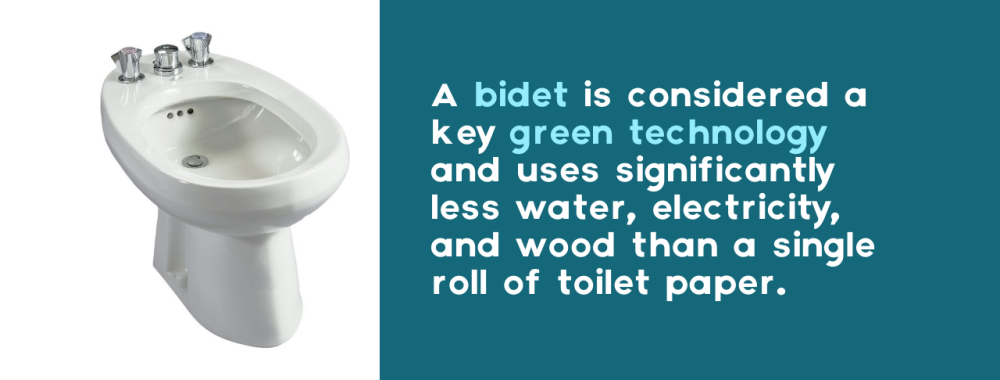 A bidet is considered a
key green technology
and uses significantly
less water, electricity,
and wood than a single
roll of toilet paper.